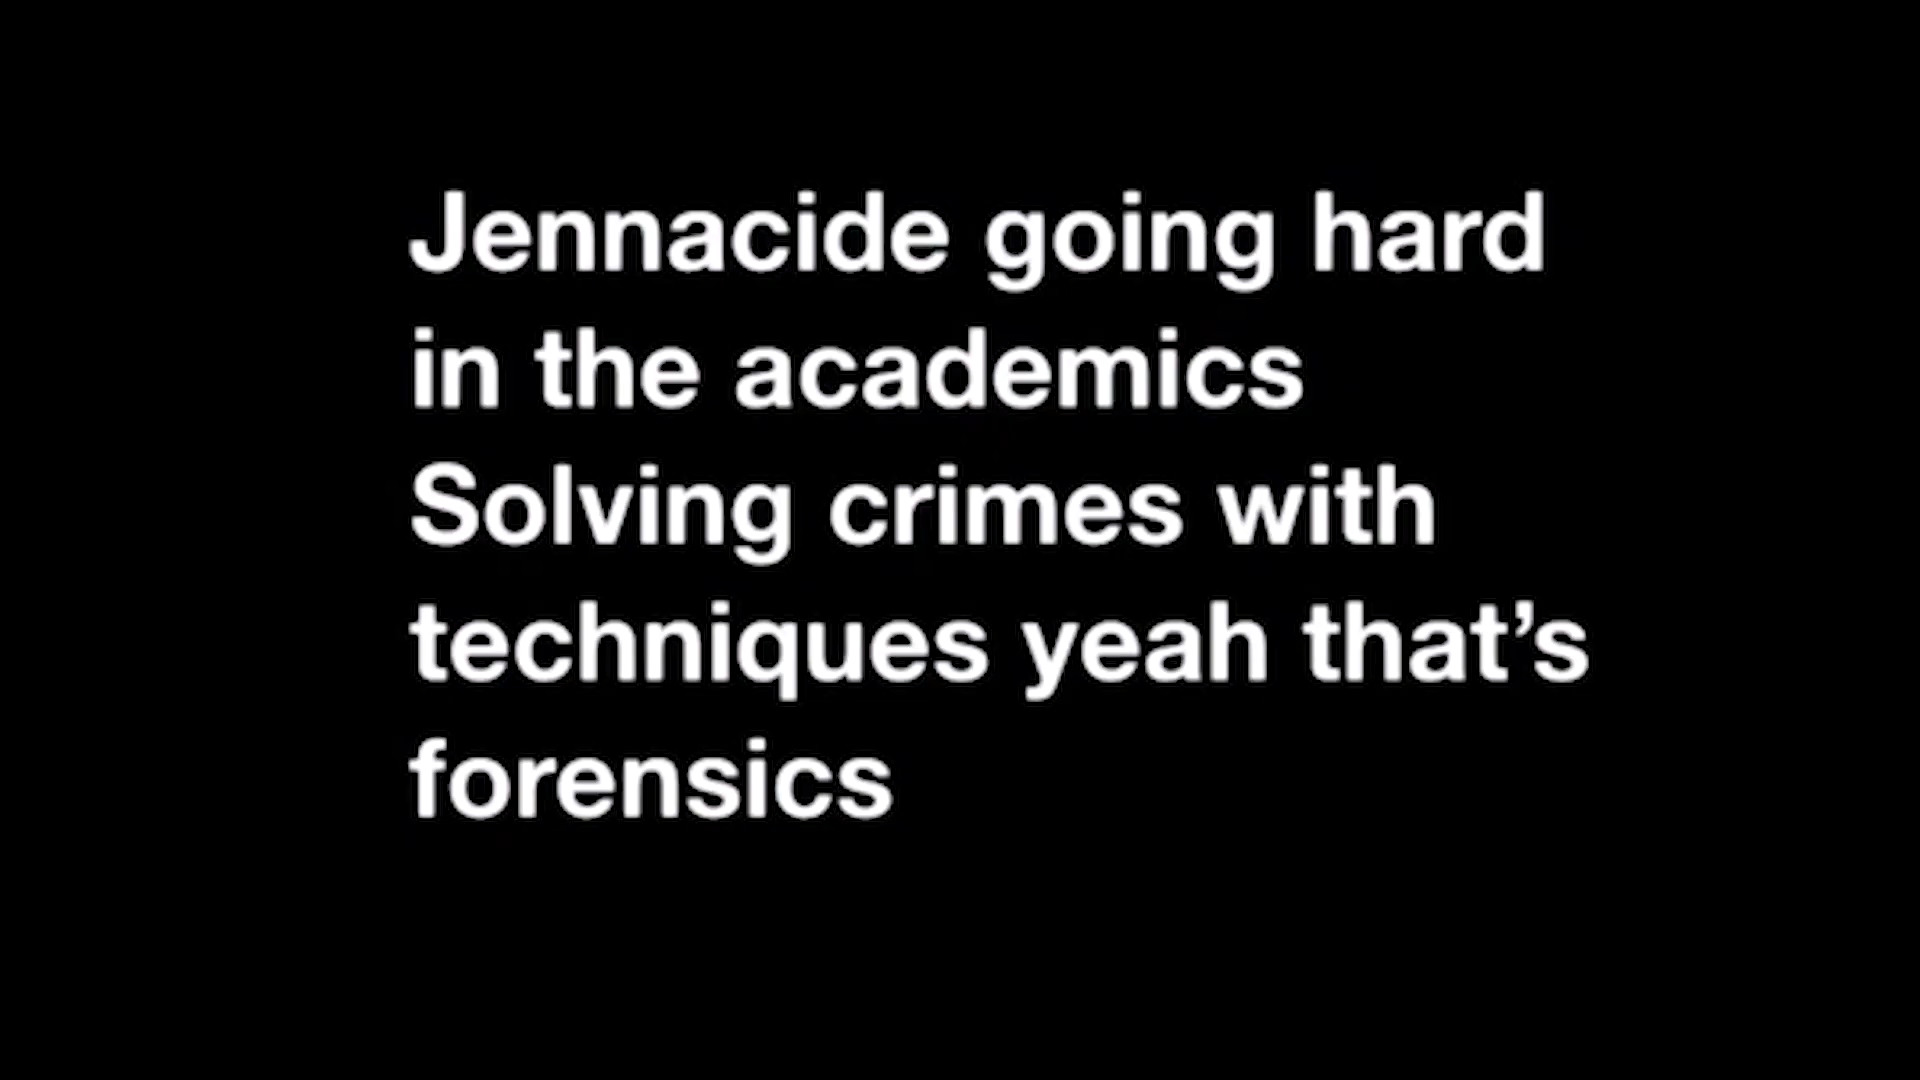 Jennacide going hard
in the academics
Solving crimes with
techniques yeah that’s
forensics